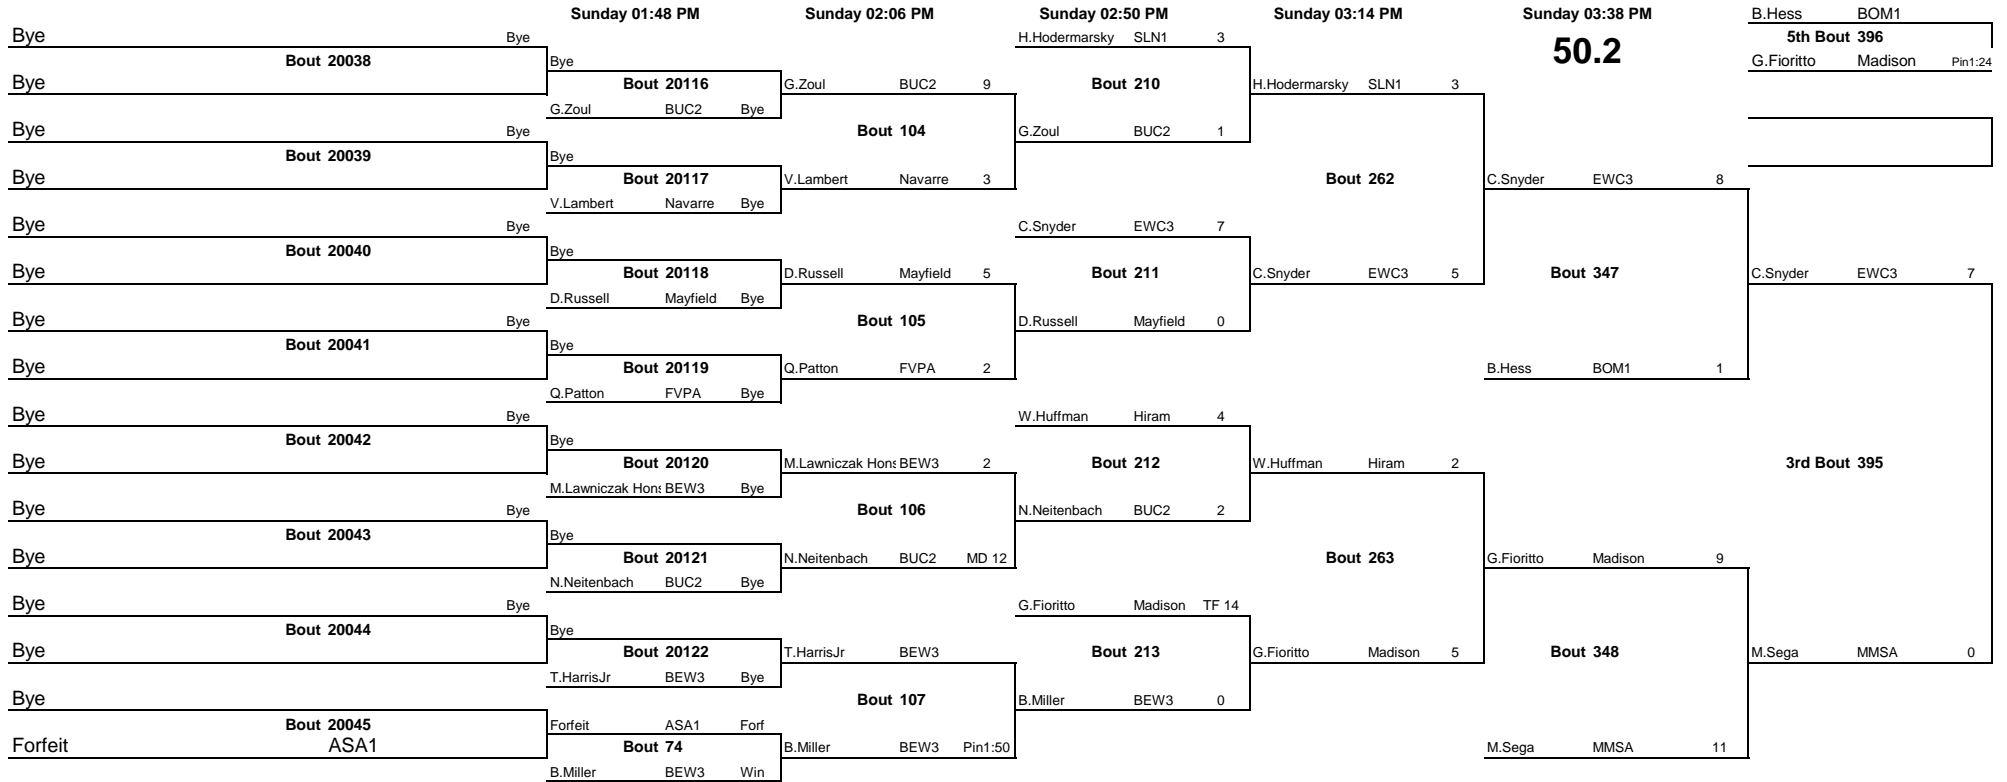 Sunday 01:48 PM Sunday 02:06 PM Sunday 02:50 PM Sunday 03:14 PM Sunday 03:38 PM B.Hess BOM1
Bye Bye H.Hodermarsky SLN1 3 50.2 5th Bout 396
Bout 20038 Bye G.Fioritto Madison Pin1:24
Bye Bout 20116 G.Zoul BUC2 9 Bout 210 H.Hodermarsky SLN1 3
G.Zoul BUC2 Bye
Bye Bye Bout 104 G.Zoul BUC2 1
Bout 20039 Bye
Bye Bout 20117 V.Lambert Navarre 3 Bout 262 C.Snyder EWC3 8
V.Lambert Navarre Bye
Bye Bye C.Snyder EWC3 7
Bout 20040 Bye
Bye Bout 20118 D.Russell Mayfield 5 Bout 211 C.Snyder EWC3 5 Bout 347 C.Snyder EWC3 7
D.Russell Mayfield Bye
Bye Bye Bout 105 D.Russell Mayfield 0
Bout 20041 Bye
Bye Bout 20119 Q.Patton FVPA 2 B.Hess BOM1 1
Q.Patton FVPA Bye
Bye Bye W.Huffman Hiram 4
Bout 20042 Bye
Bye Bout 20120 M.Lawniczak Hons BEW3 2 Bout 212 W.Huffman Hiram 2 3rd Bout 395
M.Lawniczak Hons BEW3 Bye
Bye Bye Bout 106 N.Neitenbach BUC2 2
Bout 20043 Bye
Bye Bout 20121 N.Neitenbach BUC2 MD 12 Bout 263 G.Fioritto Madison 9
N.Neitenbach BUC2 Bye
Bye Bye G.Fioritto Madison TF 14
Bout 20044 Bye
Bye Bout 20122 T.HarrisJr BEW3 Bout 213 G.Fioritto Madison 5 Bout 348 M.Sega MMSA 0
T.HarrisJr BEW3 Bye
Bye Bout 107 B.Miller BEW3 0
Bout 20045 Forfeit ASA1 Forf
Forfeit ASA1 Bout 74 B.Miller BEW3 Pin1:50 M.Sega MMSA 11
B.Miller BEW3 Win